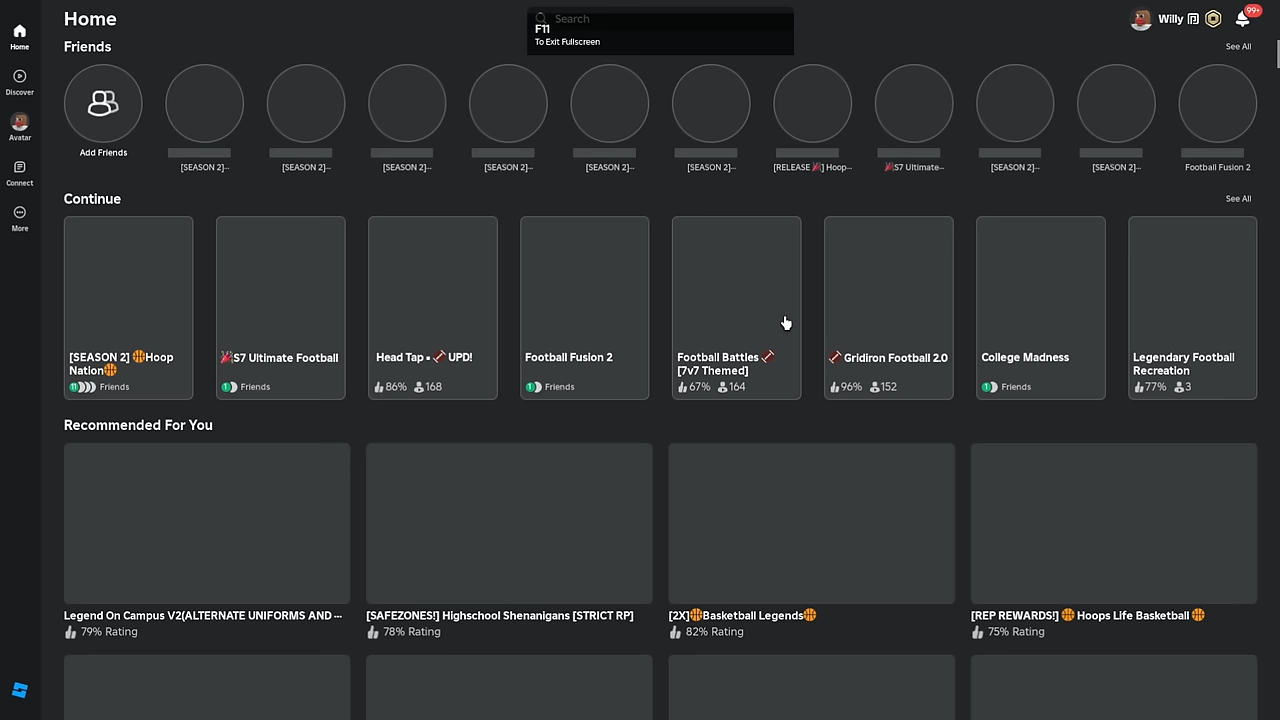 Home
Search
F11
To Exit Fullscreen
Willy
99+
Home
Discover
Avatar
Connect
More
Friends
See All
Add Friends
[SEASON 2]...
[SEASON 2]...
[SEASON 2]...
[SEASON 2]...
[SEASON 2]...
[SEASON 2]...
[RELEASE🎉] Hoop...
🎉S7 Ultimate...
[SEASON 2]...
[SEASON 2]...
Football Fusion 2
Continue
See All
[SEASON 2] 🏀Hoop
Nation🏀
11 Friends
🎉S7 Ultimate Football
1 Friends
Head Tap • 🏈 UPD!
86% 168
Football Fusion 2
1 Friends
Football Battles 🏈
[7v7 Themed]
67% 164
🏈 Gridiron Football 2.0
96% 152
College Madness
1 Friends
Legendary Football
Recreation
77% 3
Recommended For You
Legend On Campus V2(ALTERNATE UNIFORMS AND ...
79% Rating
[SAFEZONES!] Highschool Shenanigans [STRICT RP]
78% Rating
[2X]🏀Basketball Legends🏀
82% Rating
[REP REWARDS!] 🏀 Hoops Life Basketball 🏀
75% Rating